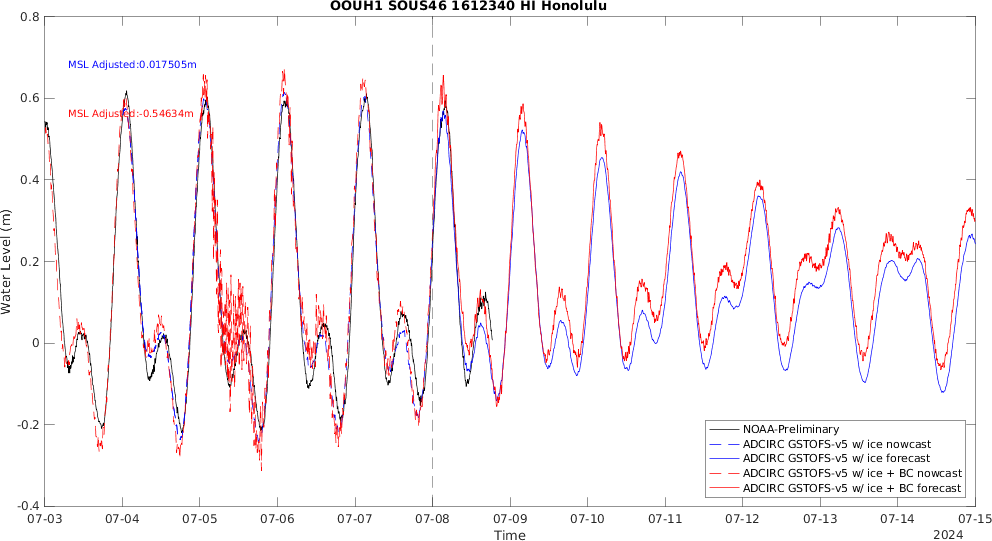 OOUH1 SOUS46 1612340 HI Honolulu
0.8
MSL Adjusted:0.017505m
0.6
MSL Adjusted:-0.54634m
0.4
Water Level (m)
0.2
0
-0.2
-0.4
NOAA-Preliminary
ADCIRC GSTOFS-v5 w/ ice nowcast
ADCIRC GSTOFS-v5 w/ ice forecast
ADCIRC GSTOFS-v5 w/ ice + BC nowcast
ADCIRC GSTOFS-v5 w/ ice + BC forecast
07-03 07-04 07-05 07-06 07-07 07-08 07-09 07-10 07-11 07-12 07-13 07-14 07-15
Time
2024